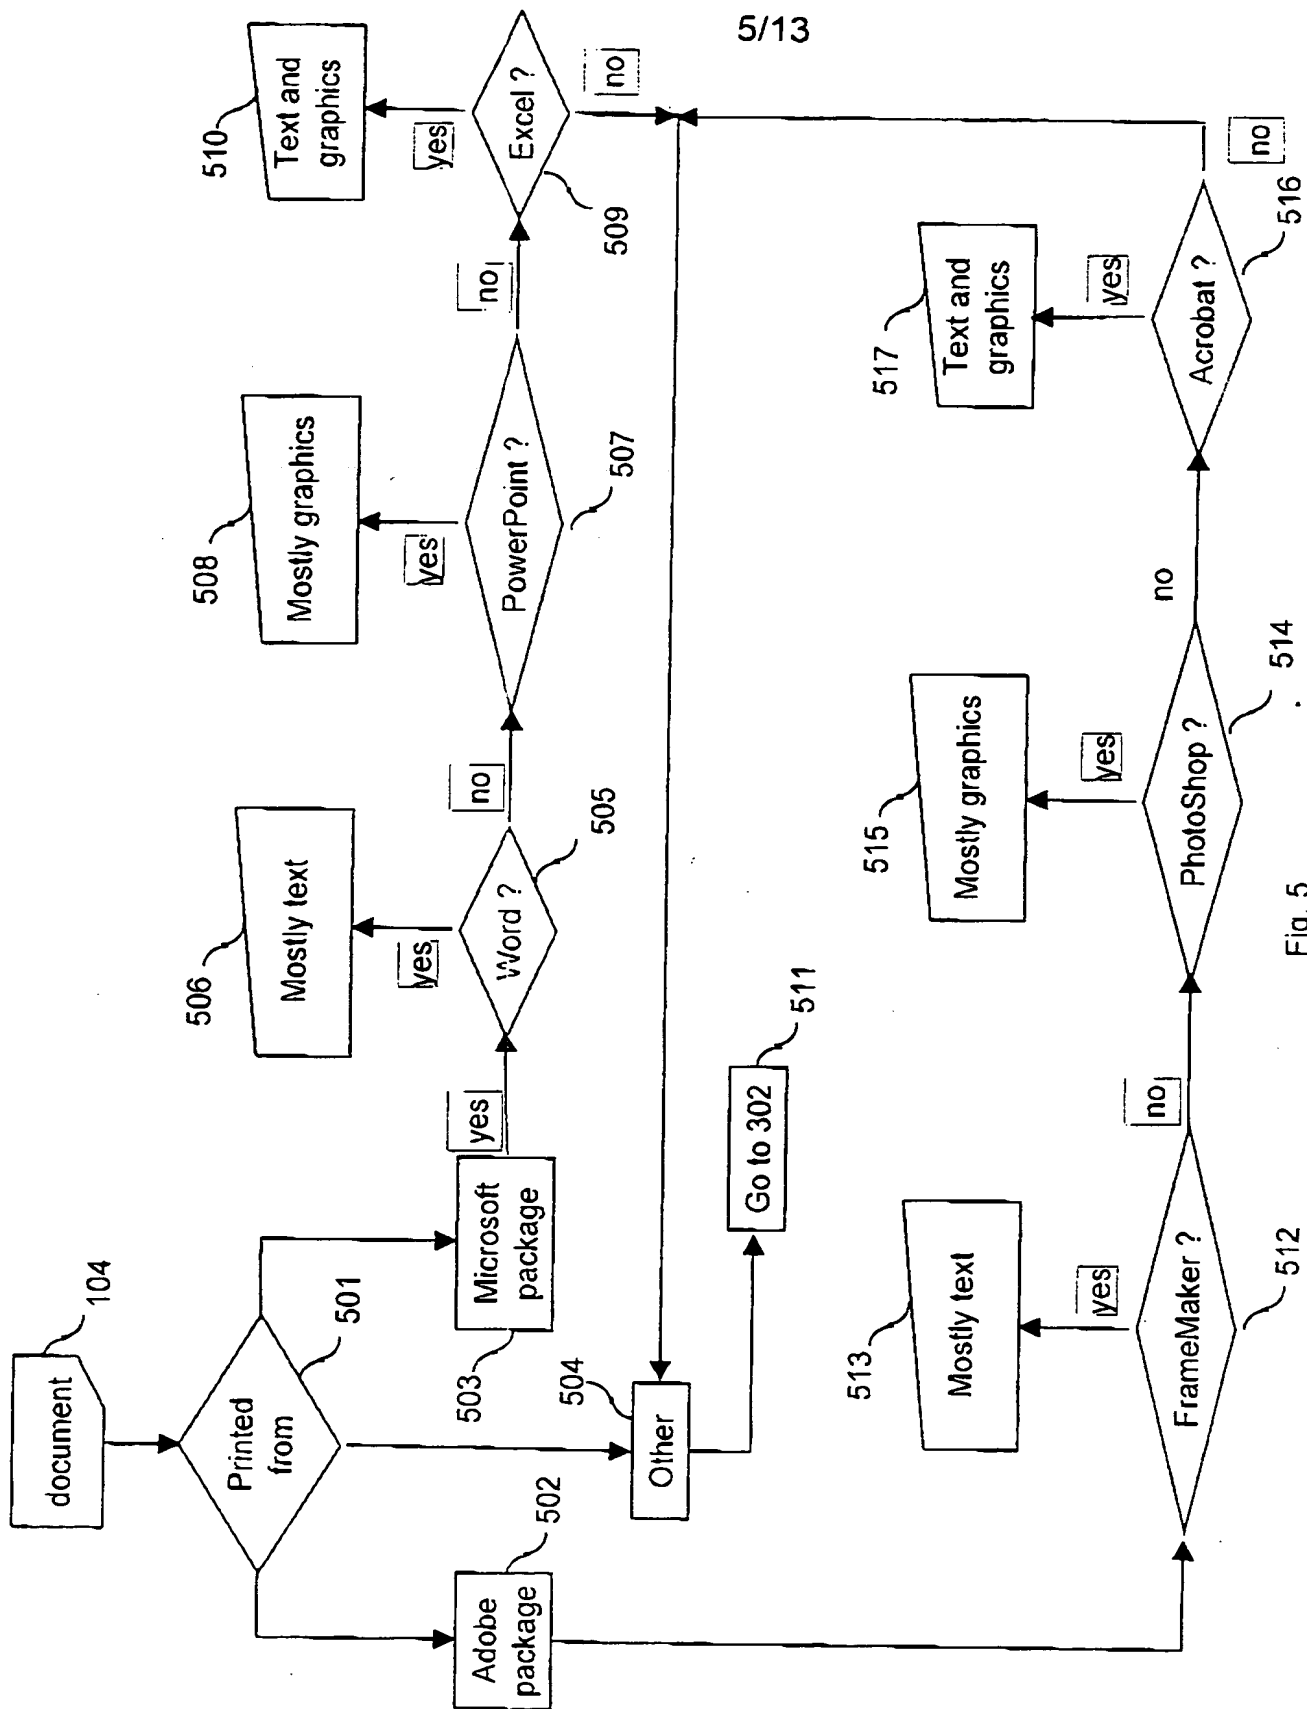 5/13
document
104
Printed
from
501
Adobe
package
502
Microsoft
package
503
Other
504
Go to 302
511
yes
Word ?
505
yes
Mostly text
506
no
PowerPoint ?
507
yes
Mostly graphics
508
no
Excel ?
509
yes
Text and
graphics
510
no
FrameMaker ?
512
yes
Mostly text
513
no
PhotoShop ?
514
yes
Mostly graphics
515
no
Acrobat ?
516
yes
Text and
graphics
517
no
Fig. 5